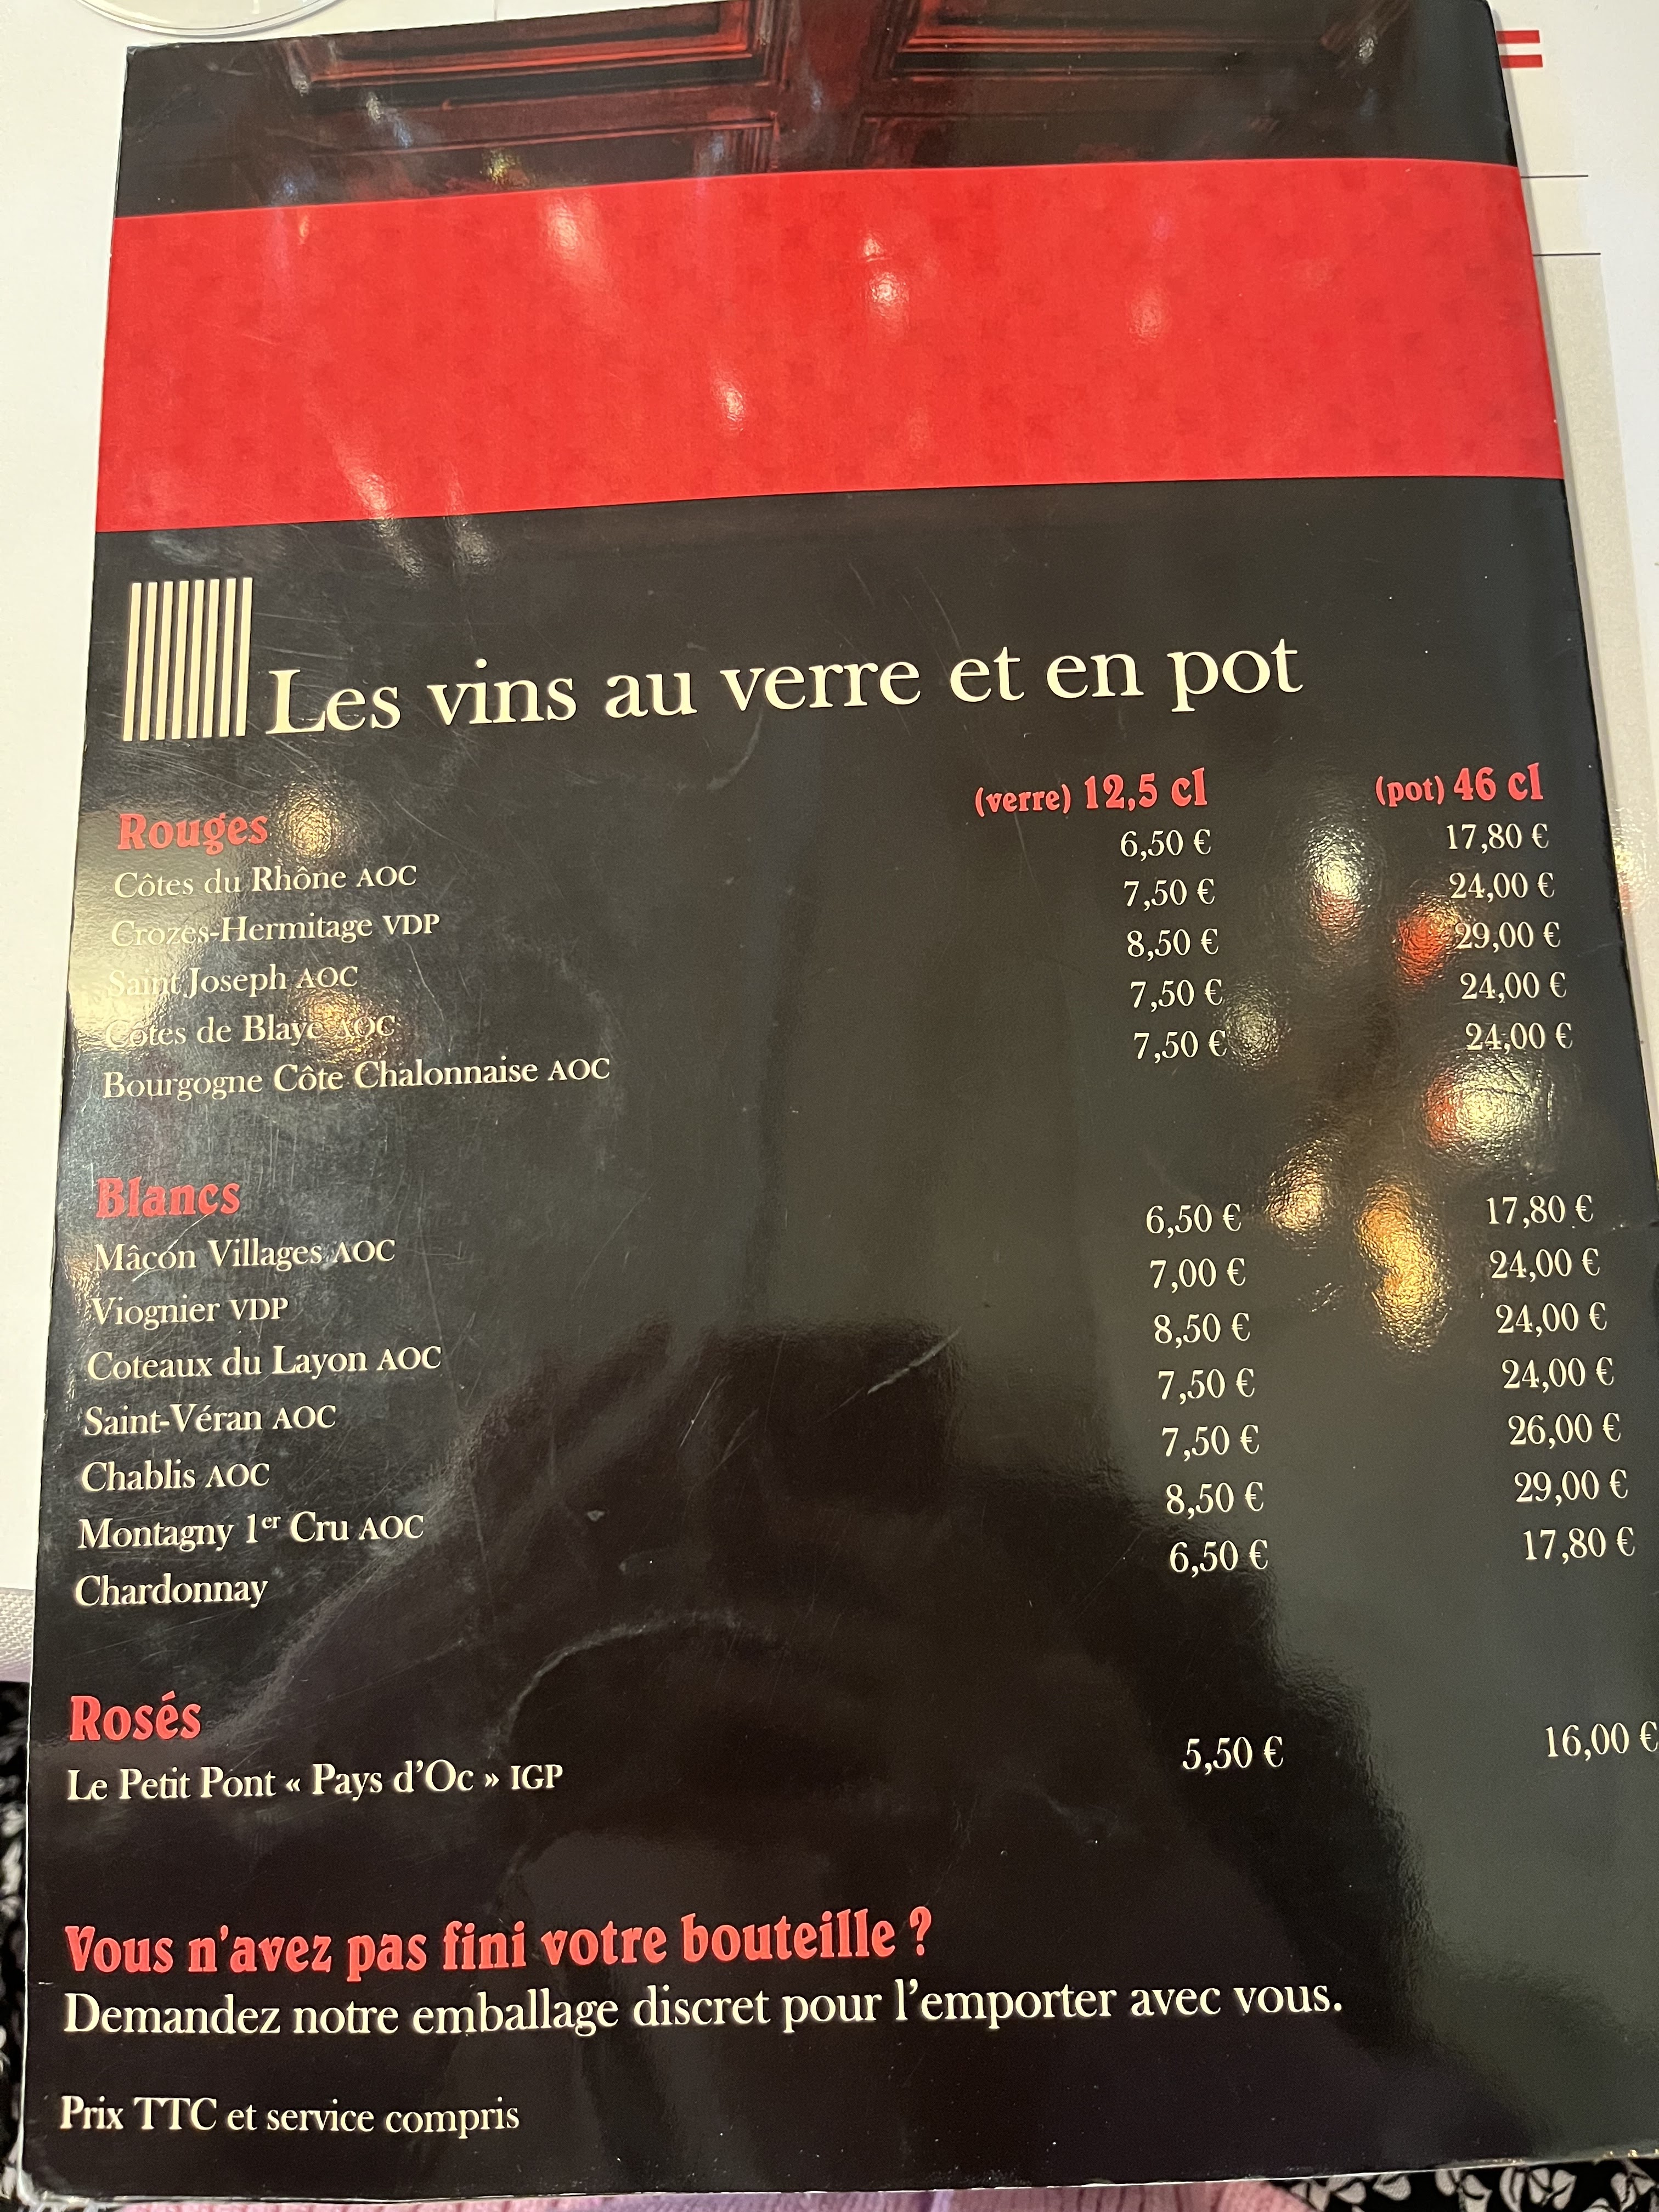 Les vins au verre et en pot
(verre) 12,5 cl (pot) 46 cl
Rouges
Côtes du Rhône AOC 6,50 € 17,80 €
Crozes-Hermitage VDP 7,50 € 24,00 €
Saint Joseph AOC 8,50 € 29,00 €
Côtes de Blaye AOC 7,50 € 24,00 €
Bourgogne Côte Chalonnaise AOC 7,50 € 24,00 €
Blancs
Mâcon Villages AOC 6,50 € 17,80 €
Viognier VDP 7,00 € 24,00 €
Coteaux du Layon AOC 8,50 € 24,00 €
Saint-Véran AOC 7,50 € 24,00 €
Chablis AOC 7,50 € 26,00 €
Montagny 1er Cru AOC 8,50 € 29,00 €
Chardonnay 6,50 € 17,80 €
Rosés
Le Petit Pont « Pays d'Oc » IGP 5,50 € 16,00 €
Vous n'avez pas fini votre bouteille ?
Demandez notre emballage discret pour l'emporter avec vous.
Prix TTC et service compris